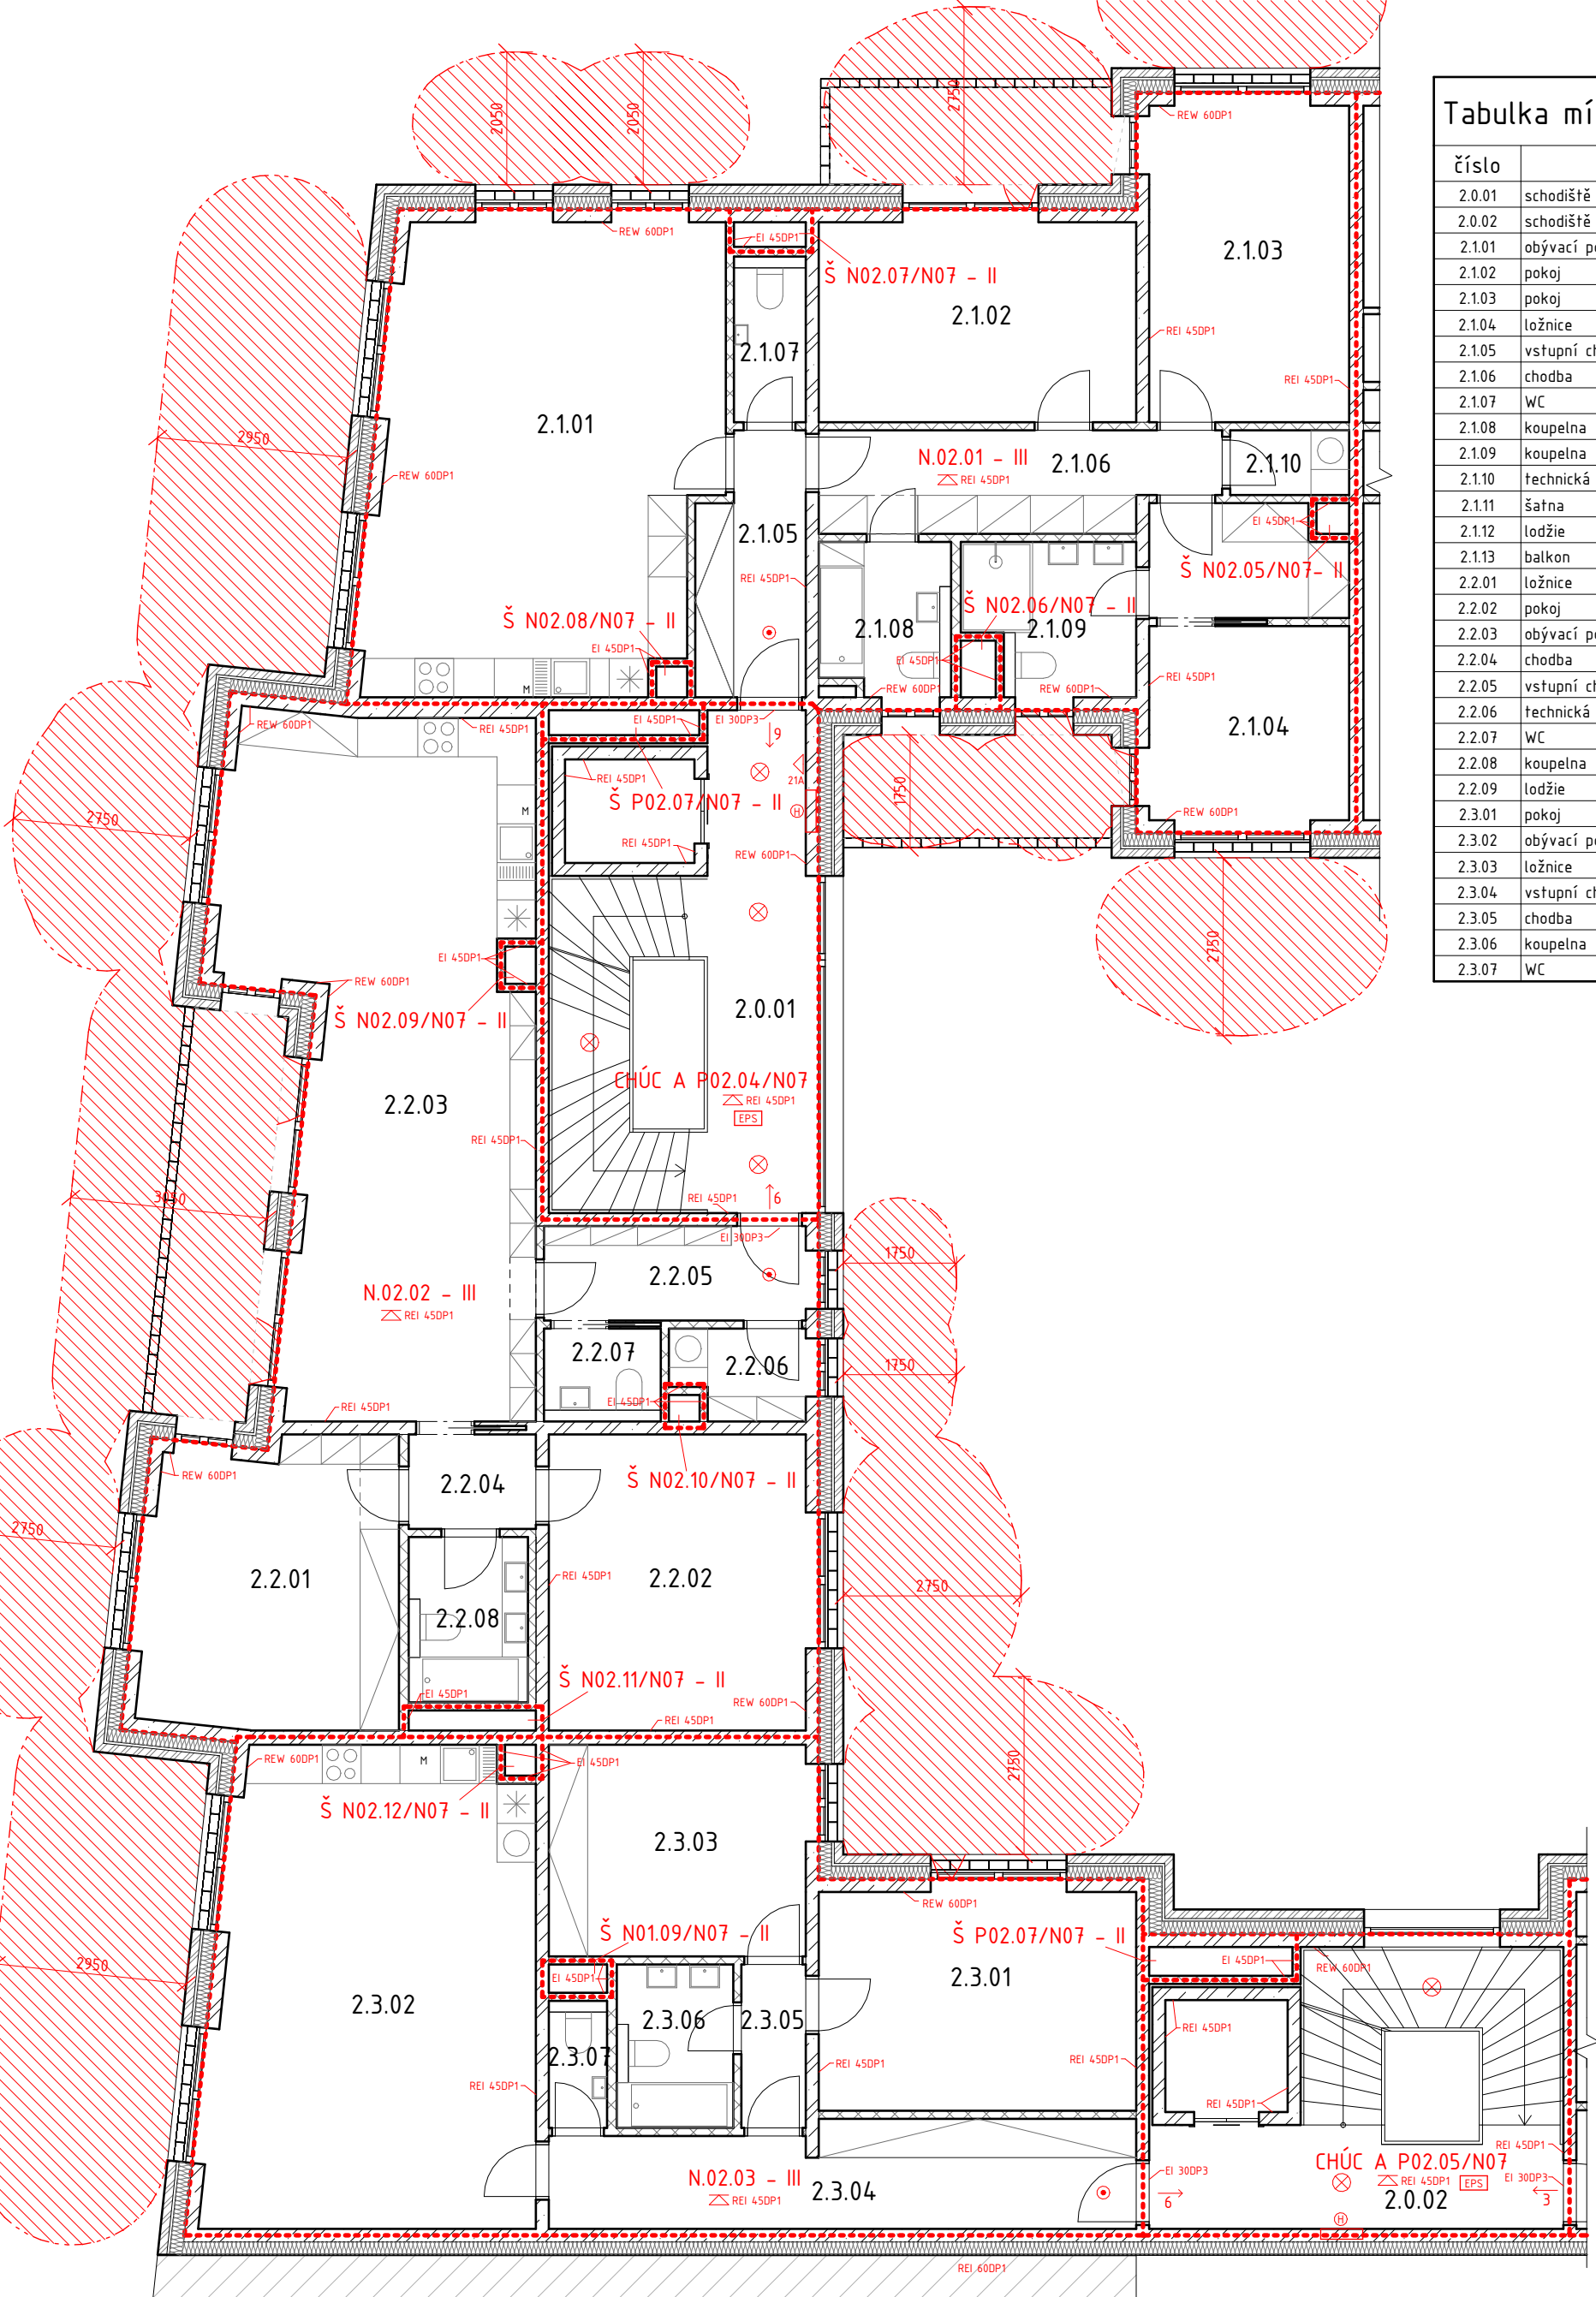 2050
2050
2750
REW 60DP1
Tabulka mí
číslo
2.0.01 schodiště
2.0.02 schodiště
2.1.01 obývací p
2.1.02 pokoj
2.1.03 pokoj
2.1.04 ložnice
2.1.05 vstupní c
2.1.06 chodba
2.1.07 WC
2.1.08 koupelna
2.1.09 koupelna
2.1.10 technická
2.1.11 šatna
2.1.12 lodžie
2.1.13 balkon
2.2.01 ložnice
2.2.02 pokoj
2.2.03 obývací p
2.2.04 chodba
2.2.05 vstupní c
2.2.06 technická
2.2.07 WC
2.2.08 koupelna
2.2.09 lodžie
2.3.01 pokoj
2.3.02 obývací p
2.3.03 ložnice
2.3.04 vstupní c
2.3.05 chodba
2.3.06 koupelna
2.3.07 WC
REW 60DP1
EI 45DP1
Š N02.07/N07 - II
2.1.03
2.1.02
REI 45DP1
2.1.07
REI 45DP1
2.1.01
2950
N.02.01 - III
2.1.06
2.1.10
REW 60DP1
REI 45DP1
2.1.05
EI 45DP1
Š N02.05/N07- II
REI 45DP1
Š N02.06/N07 - II
Š N02.08/N07 - II
2.1.08
2.1.09
EI 45DP1
EI 45DP1
REI 45DP1
M
REW 60DP1
REW 60DP1
REW 60DP1
REI 45DP1
EI 45DP1
EI 30DP3
2.1.04
9
REI 45DP1
21A
Š P02.07/N07 - II
1750
H
M
2750
REW 60DP1
REI 45DP1
REW 60DP1
2750
EI 45DP1
REW 60DP1
2.0.01
Š N02.09/N07 - II
CHÚC A P02.04/N07
REI 45DP1
2.2.03
EPS
REI 45DP1
3050
REI 45DP1
6
EI 30DP3
1750
2.2.05
N.02.02 - III
REI 45DP1
2.2.07
2.2.06
1750
EI 45DP1
REI 45DP1
REW 60DP1
2.2.04
Š N02.10/N07 - II
2750
2.2.01
REI 45DP1
2.2.02
2750
2.2.08
Š N02.11/N07 - II
EI 45DP1
REW 60DP1
REI 45DP1
REW 60DP1
M
EI 45DP1
2750
Š N02.12/N07 - II
2.3.03
REW 60DP1
Š N01.09/N07 - II
Š P02.07/N07 - II
2950
EI 45DP1
2.3.01
EI 45DP1
REW 60DP1
2.3.02
2.3.06
2.3.05
REI 45DP1
2.3.07
REI 45DP1
REI 45DP1
REI 45DP1
REI 45DP1
N.02.03 - III
REI 45DP1
2.3.04
EI 30DP3
6
CHÚC A P02.05/N07
REI 45DP1
REI 45DP1
EPS
EI 30DP3
2.0.02
3
H
REI 60DP1